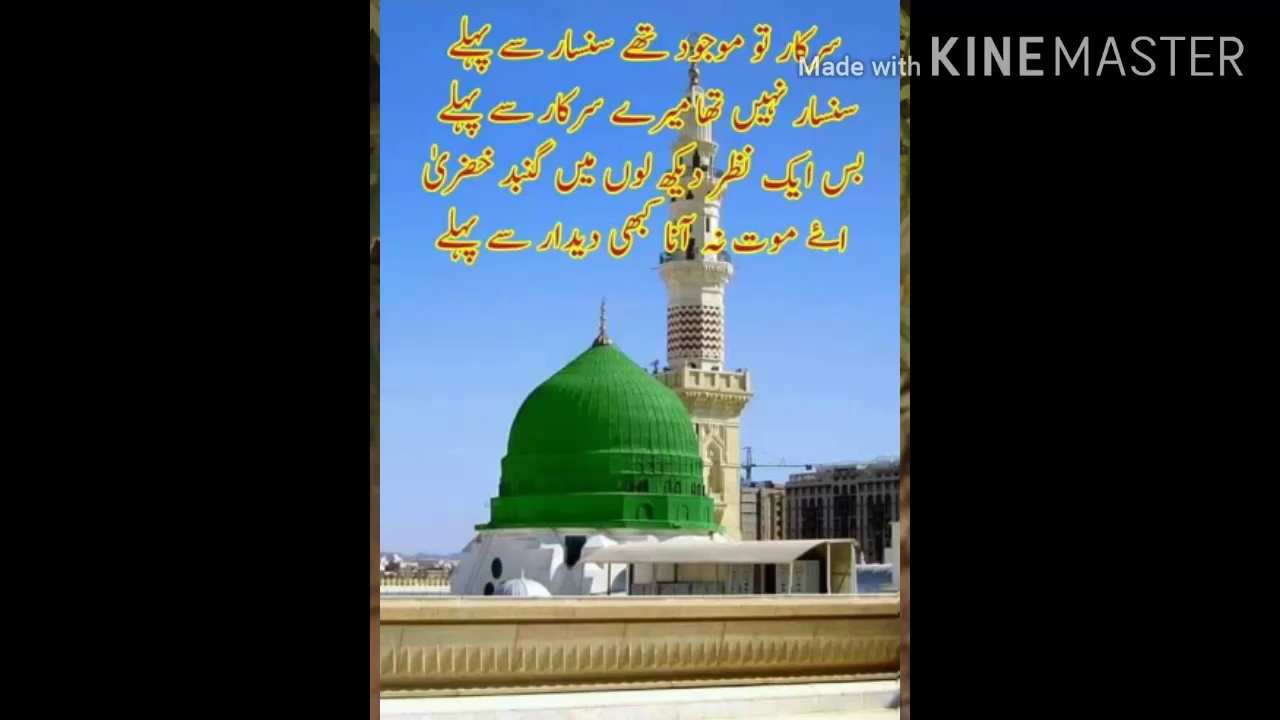 سرکار تو موجود تھے سنسار سے پہلے
Made with KINEMASTER
سنسار نہیں تھا میرے سرکار سے پہلے
بس ایک نظر دیکھ لوں میں گنبد خضریٰ
ائے موت نہ آنا کبھی دیدار سے پہلے